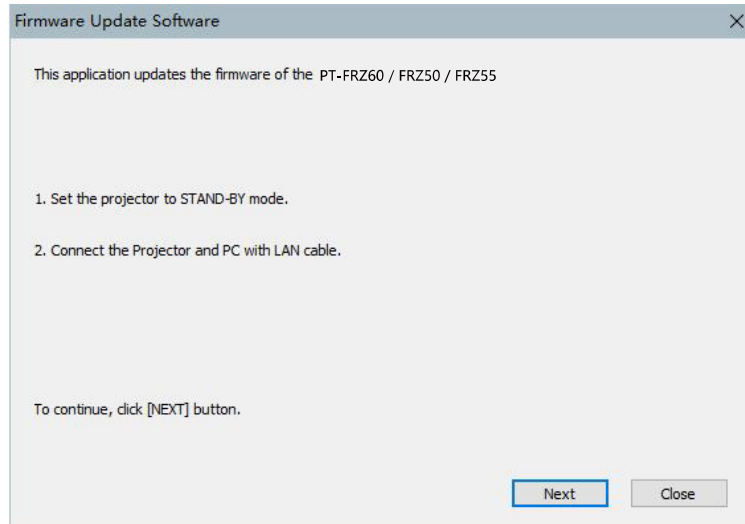 Firmware Update Software
This application updates the firmware of the PT-FRZ60 / FRZ50 / FRZ55
1. Set the projector to STAND-BY mode.
2. Connect the Projector and PC with LAN cable.
To continue, click [NEXT] button.
Next
Close